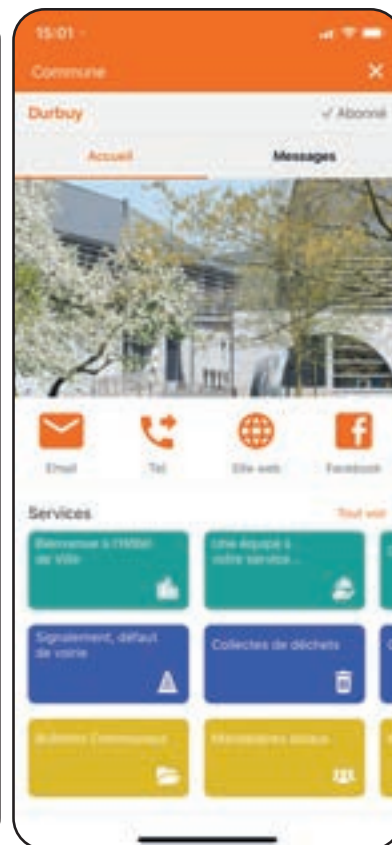 15:01
Commune
Durbuy
✓ Abonné
Accueil
Messages
Email
Tel
Site web
Facebook
Services
Tout voir
Bienvenue à l'Hôtel
de Ville
Une équipe à
votre service...
Signalement, défaut
de voirie
Collectes de déchets
Bulletins Communaux
Mandataires